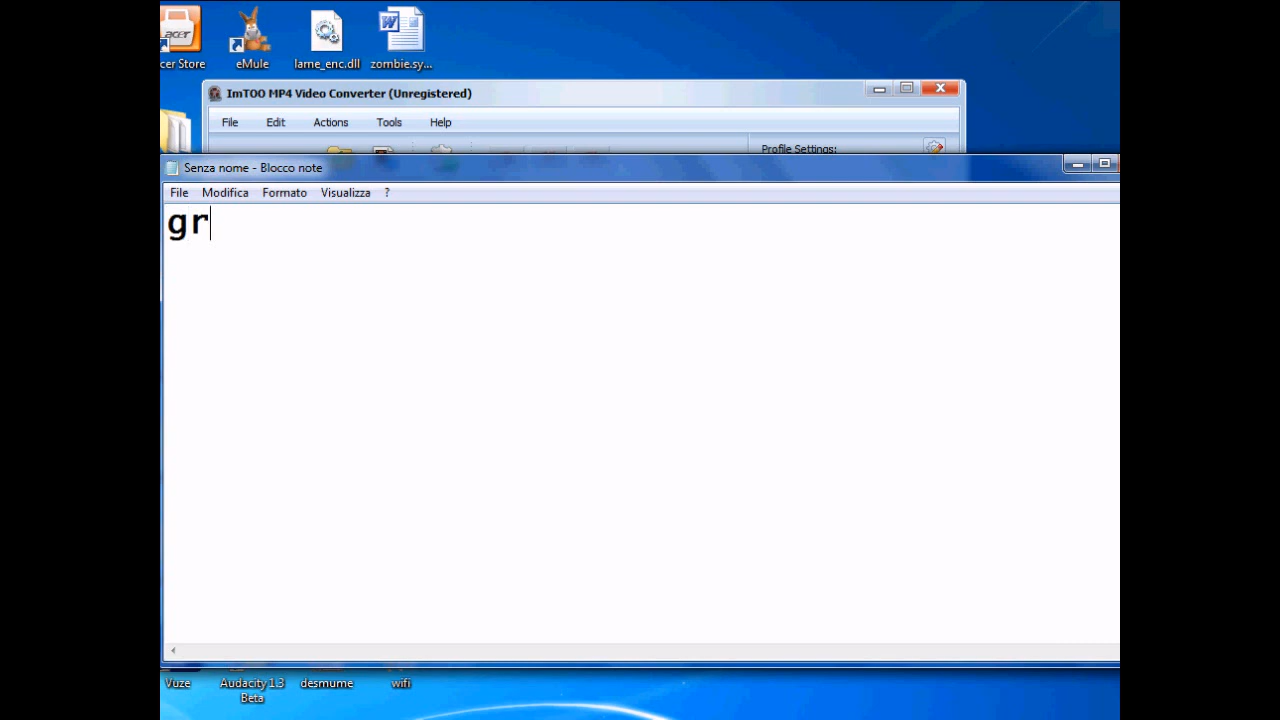 acer
cer Store
eMule
lame_enc.dll
zombie.sy...
ImTOO MP4 Video Converter (Unregistered)
File Edit Actions Tools Help
Profile Settings:
Senza nome - Blocco note
File Modifica Formato Visualizza ?
gr
Vuze
Audacity 1.3
Beta
desmume
wifi